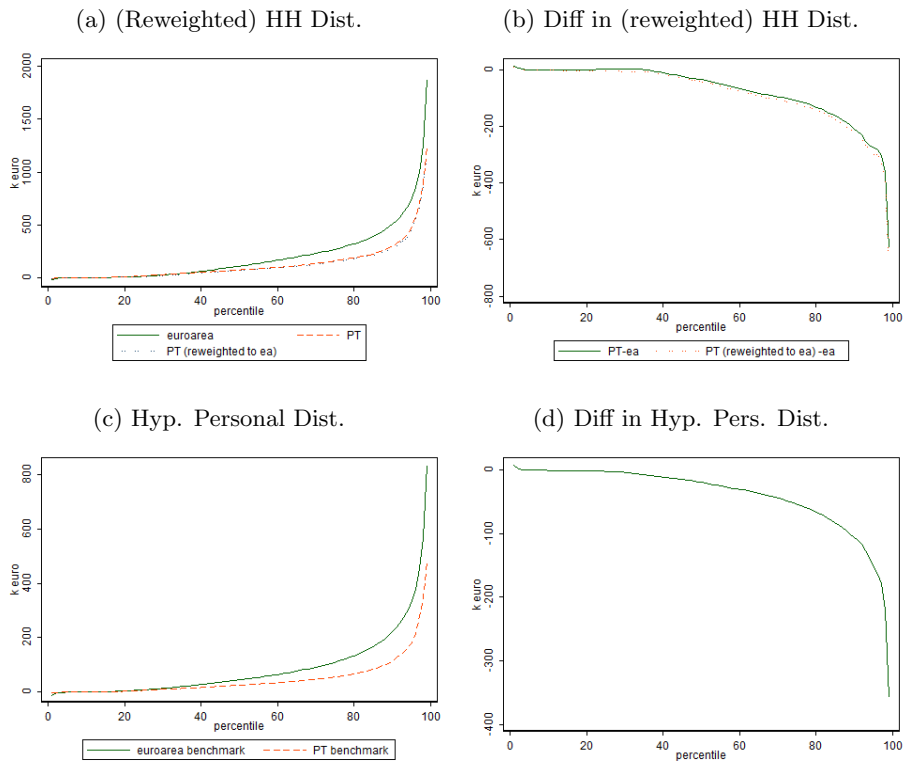 (a) (Reweighted) HH Dist.
k euro
2000
1500
1000
500
0
0 20 40 60 80 100
percentile
euroarea PT
PT (reweighted to ea)
(b) Diff in (reweighted) HH Dist.
k euro
0
-200
-400
-600
-800
0 20 40 60 80 100
percentile
PT-ea PT (reweighted to ea) -ea
(c) Hyp. Personal Dist.
k euro
800
600
400
200
0
0 20 40 60 80 100
percentile
euroarea benchmark PT benchmark
(d) Diff in Hyp. Pers. Dist.
k euro
0
-100
-200
-300
-400
0 20 40 60 80 100
percentile